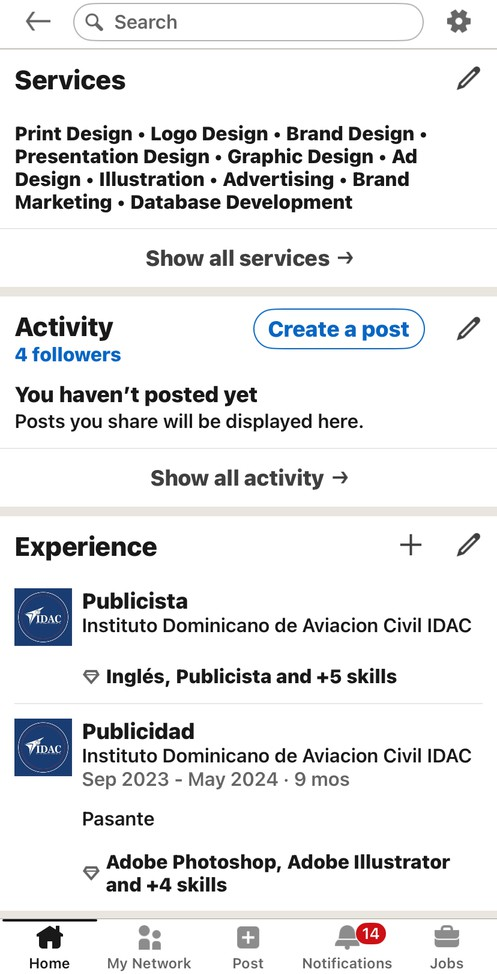 Search
Services
Print Design • Logo Design • Brand Design •
Presentation Design • Graphic Design • Ad
Design • Illustration • Advertising • Brand
Marketing • Database Development
Show all services →
Activity
Create a post
4 followers
You haven’t posted yet
Posts you share will be displayed here.
Show all activity →
Experience
IDAC
Publicista
Instituto Dominicano de Aviacion Civil IDAC
Inglés, Publicista and +5 skills
IDAC
Publicidad
Instituto Dominicano de Aviacion Civil IDAC
Sep 2023 - May 2024 · 9 mos
Pasante
Adobe Photoshop, Adobe Illustrator
and +4 skills
14
Home
My Network
Post
Notifications
Jobs